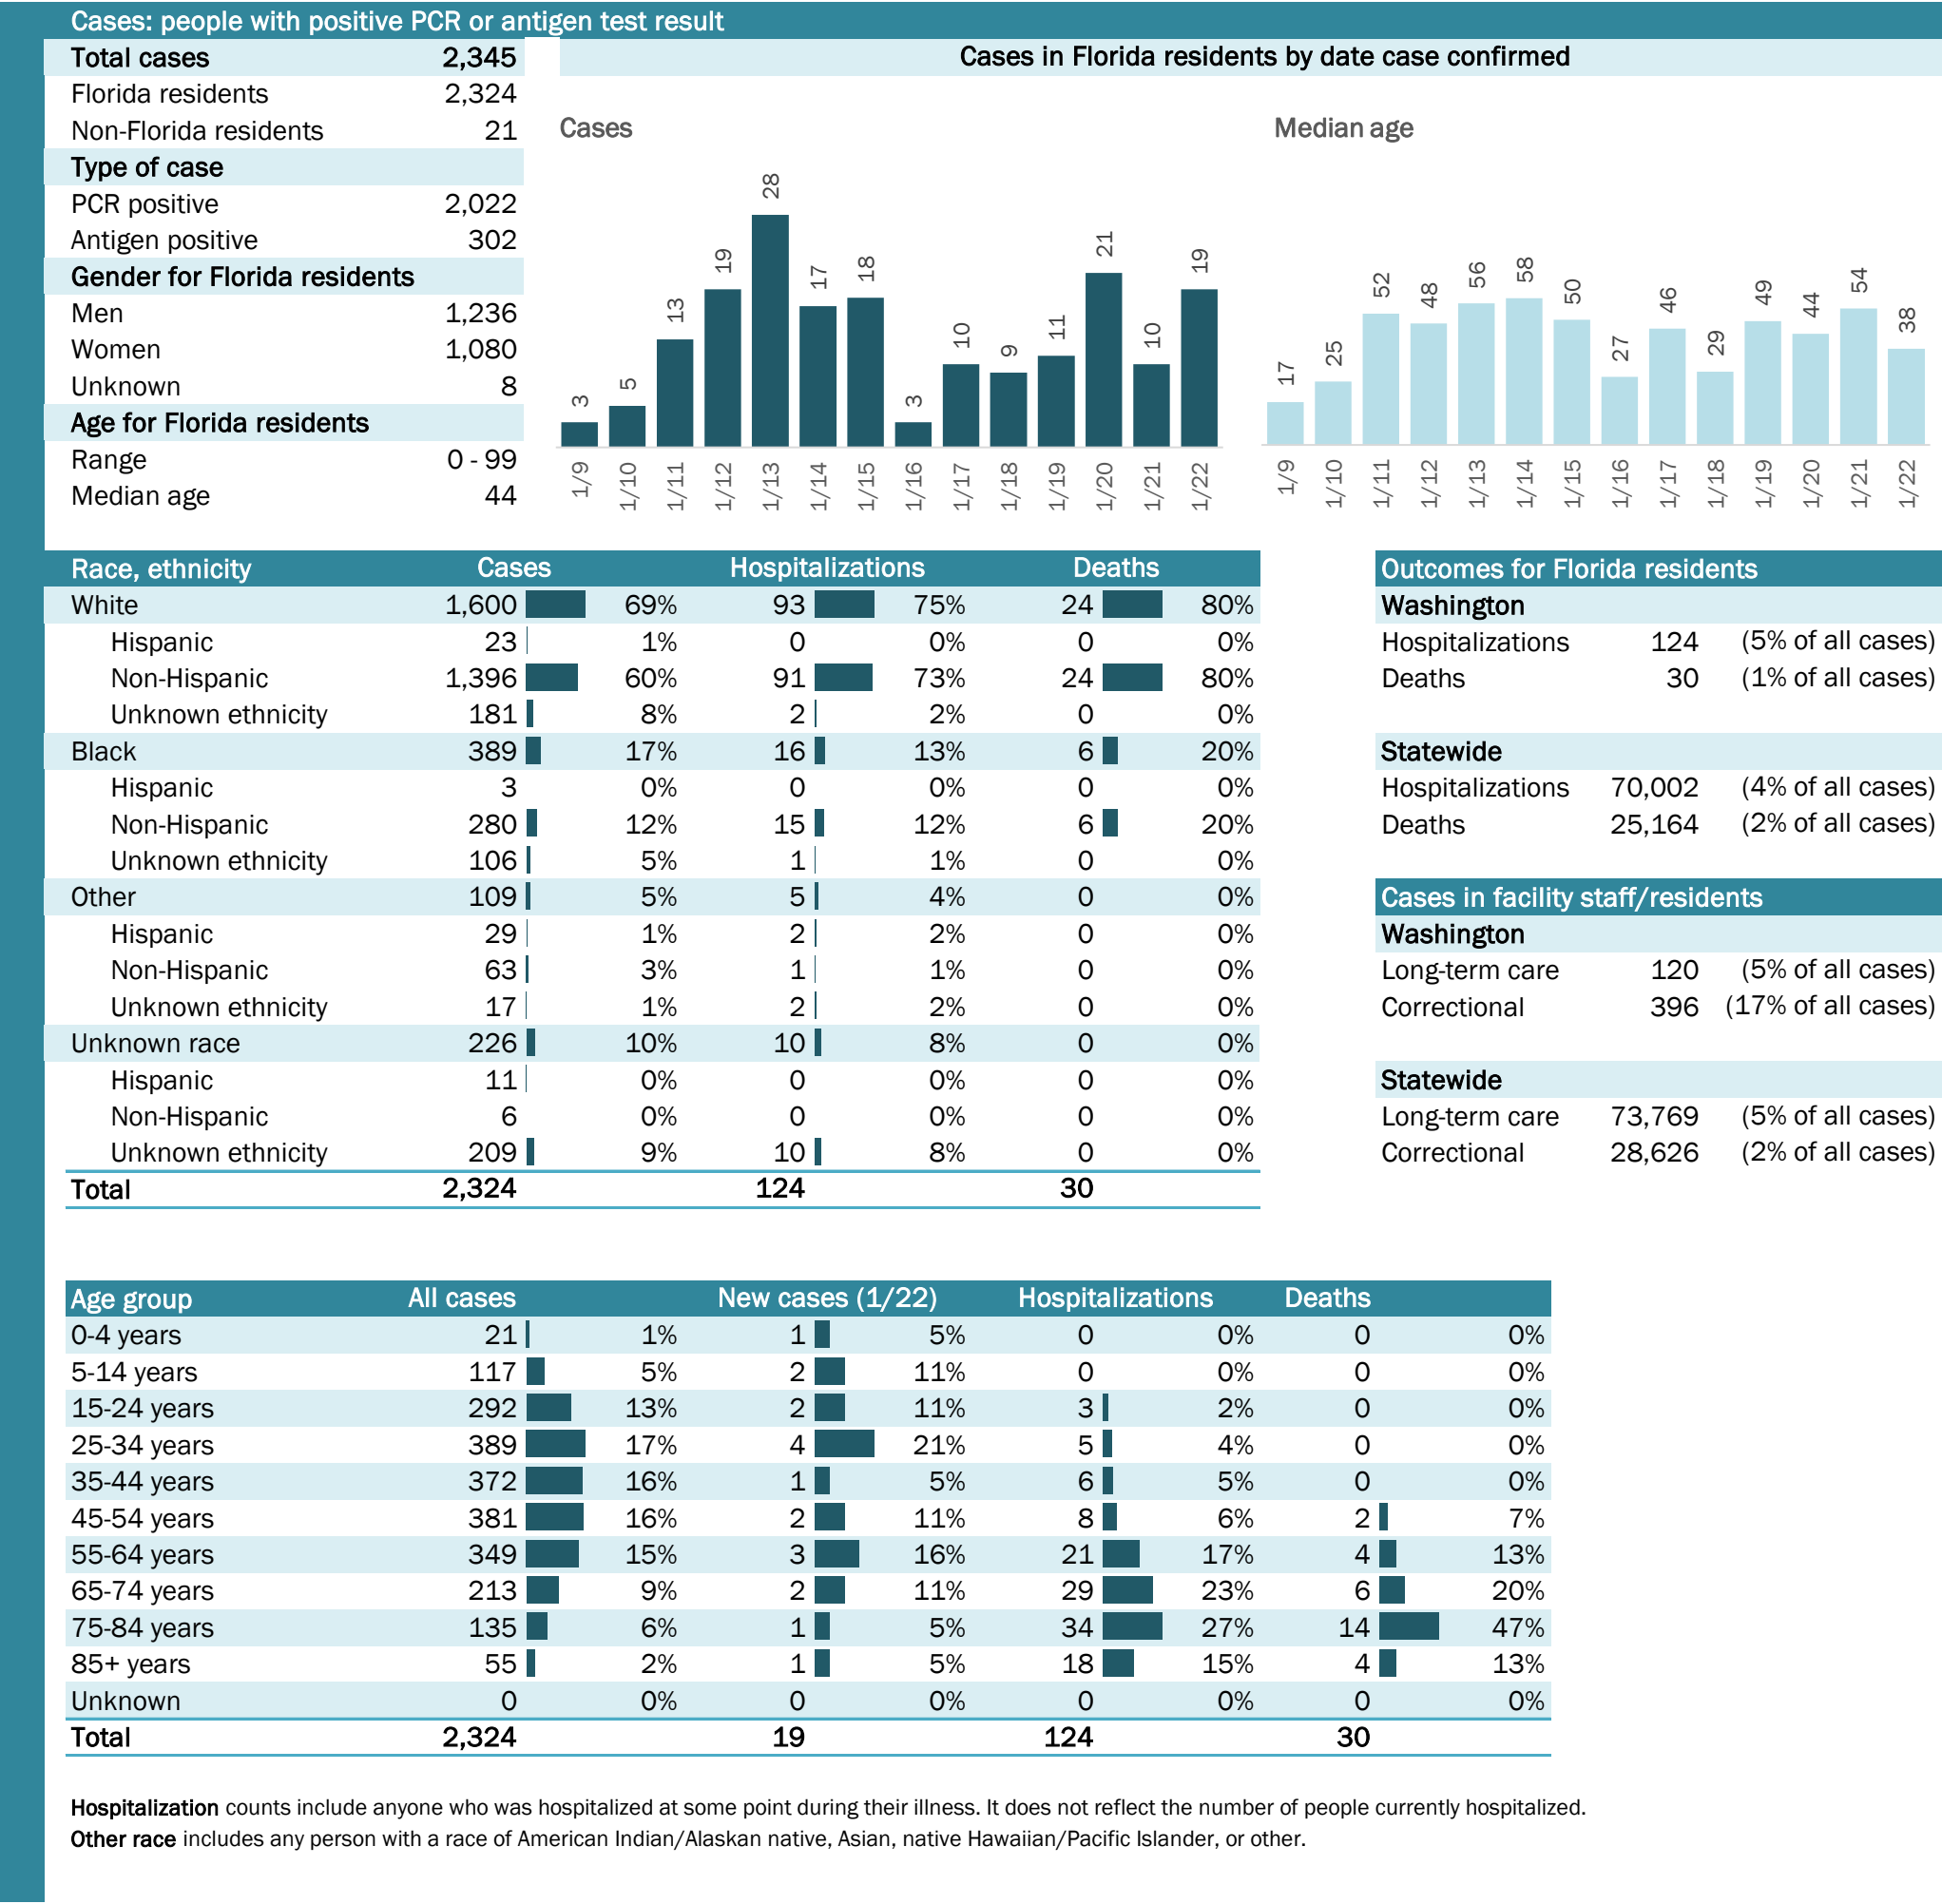 Cases: people with positive PCR or antigen test result
Total cases 2,345
Florida residents 2,324
Non-Florida residents 21
Type of case
PCR positive 2,022
Antigen positive 302
Gender for Florida residents
Men 1,236
Women 1,080
Unknown 8
Age for Florida residents
Range 0 - 99
Median age 44
Cases in Florida residents by date case confirmed
Cases
3 5 13 19 28 17 18 3 10 9 11 21 10 19
1/9 1/10 1/11 1/12 1/13 1/14 1/15 1/16 1/17 1/18 1/19 1/20 1/21 1/22
Median age
17 25 52 48 56 58 50 27 46 29 49 44 54 38
1/9 1/10 1/11 1/12 1/13 1/14 1/15 1/16 1/17 1/18 1/19 1/20 1/21 1/22
Race, ethnicity Cases Hospitalizations Deaths
White 1,600 69% 93 75% 24 80%
Hispanic 23 1% 0 0% 0 0%
Non-Hispanic 1,396 60% 91 73% 24 80%
Unknown ethnicity 181 8% 2 2% 0 0%
Black 389 17% 16 13% 6 20%
Hispanic 3 0% 0 0% 0 0%
Non-Hispanic 280 12% 15 12% 6 20%
Unknown ethnicity 106 5% 1 1% 0 0%
Other 109 5% 5 4% 0 0%
Hispanic 29 1% 2 2% 0 0%
Non-Hispanic 63 3% 1 1% 0 0%
Unknown ethnicity 17 1% 2 2% 0 0%
Unknown race 226 10% 10 8% 0 0%
Hispanic 11 0% 0 0% 0 0%
Non-Hispanic 6 0% 0 0% 0 0%
Unknown ethnicity 209 9% 10 8% 0 0%
Total 2,324 124 30
Outcomes for Florida residents
Washington
Hospitalizations 124 (5% of all cases)
Deaths 30 (1% of all cases)
Statewide
Hospitalizations 70,002 (4% of all cases)
Deaths 25,164 (2% of all cases)
Cases in facility staff/residents
Washington
Long-term care 120 (5% of all cases)
Correctional 396 (17% of all cases)
Statewide
Long-term care 73,769 (5% of all cases)
Correctional 28,626 (2% of all cases)
Age group All cases New cases (1/22) Hospitalizations Deaths
0-4 years 21 1% 1 5% 0 0% 0 0%
5-14 years 117 5% 2 11% 0 0% 0 0%
15-24 years 292 13% 2 11% 3 2% 0 0%
25-34 years 389 17% 4 21% 5 4% 0 0%
35-44 years 372 16% 1 5% 6 5% 0 0%
45-54 years 381 16% 2 11% 8 6% 2 7%
55-64 years 349 15% 3 16% 21 17% 4 13%
65-74 years 213 9% 2 11% 29 23% 6 20%
75-84 years 135 6% 1 5% 34 27% 14 47%
85+ years 55 2% 1 5% 18 15% 4 13%
Unknown 0 0% 0 0% 0 0% 0 0%
Total 2,324 19 124 30
Hospitalization counts include anyone who was hospitalized at some point during their illness. It does not reflect the number of people currently hospitalized.
Other race includes any person with a race of American Indian/Alaskan native, Asian, native Hawaiian/Pacific Islander, or other.